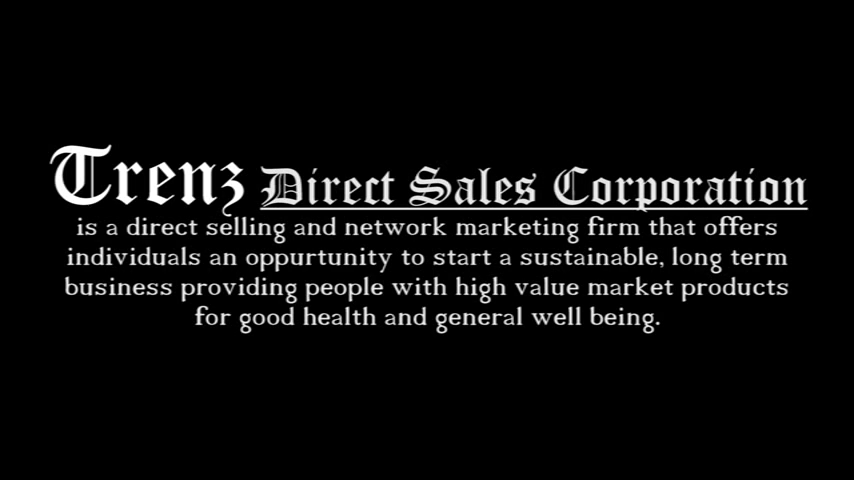 Trenz Direct Sales Corporation
is a direct selling and network marketing firm that offers
individuals an oppurtunity to start a sustainable, long term
business providing people with high value market products
for good health and general well being.